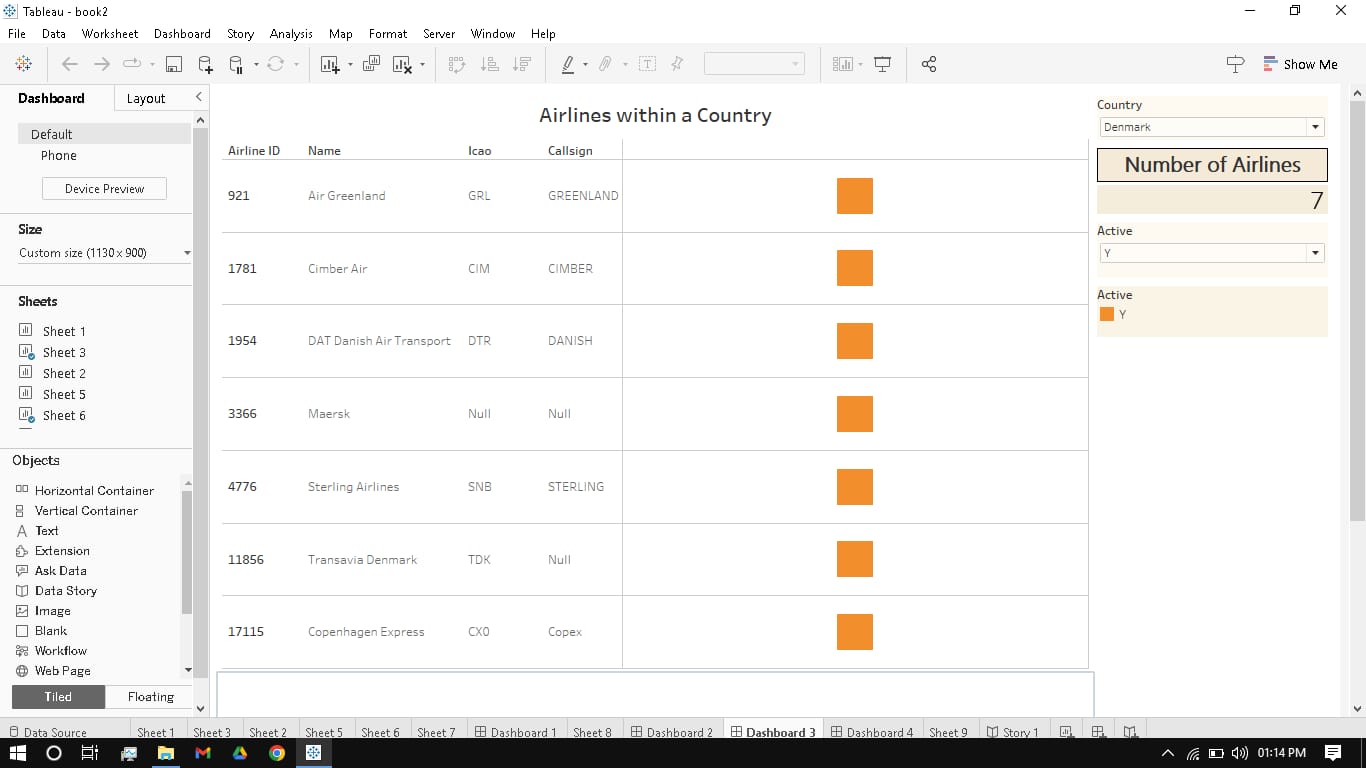 Tableau - book2
File Data Worksheet Dashboard Story Analysis Map Format Server Window Help
Show Me
Dashboard Layout
Default
Phone
Device Preview
Size
Custom size (1130 x 900)
Sheets
Sheet 1
Sheet 3
Sheet 2
Sheet 5
Sheet 6
Objects
Horizontal Container
Vertical Container
A Text
Extension
Ask Data
Data Story
Image
Blank
Workflow
Web Page
Tiled Floating
Airlines within a Country
Airline ID Name Icao Callsign
921 Air Greenland GRL GREENLAND
1781 Cimber Air CIM CIMBER
1954 DAT Danish Air Transport DTR DANISH
3366 Maersk Null Null
4776 Sterling Airlines SNB STERLING
11856 Transavia Denmark TDK Null
17115 Copenhagen Express CX0 Copex
Country
Denmark
Number of Airlines
7
Active
Y
Active
Y
Data Source Sheet 1 Sheet 3 Sheet 2 Sheet 5 Sheet 6 Sheet 7 Dashboard 1 Sheet 8 Dashboard 2 Dashboard 3 Dashboard 4 Sheet 9 Story 1
01:14 PM